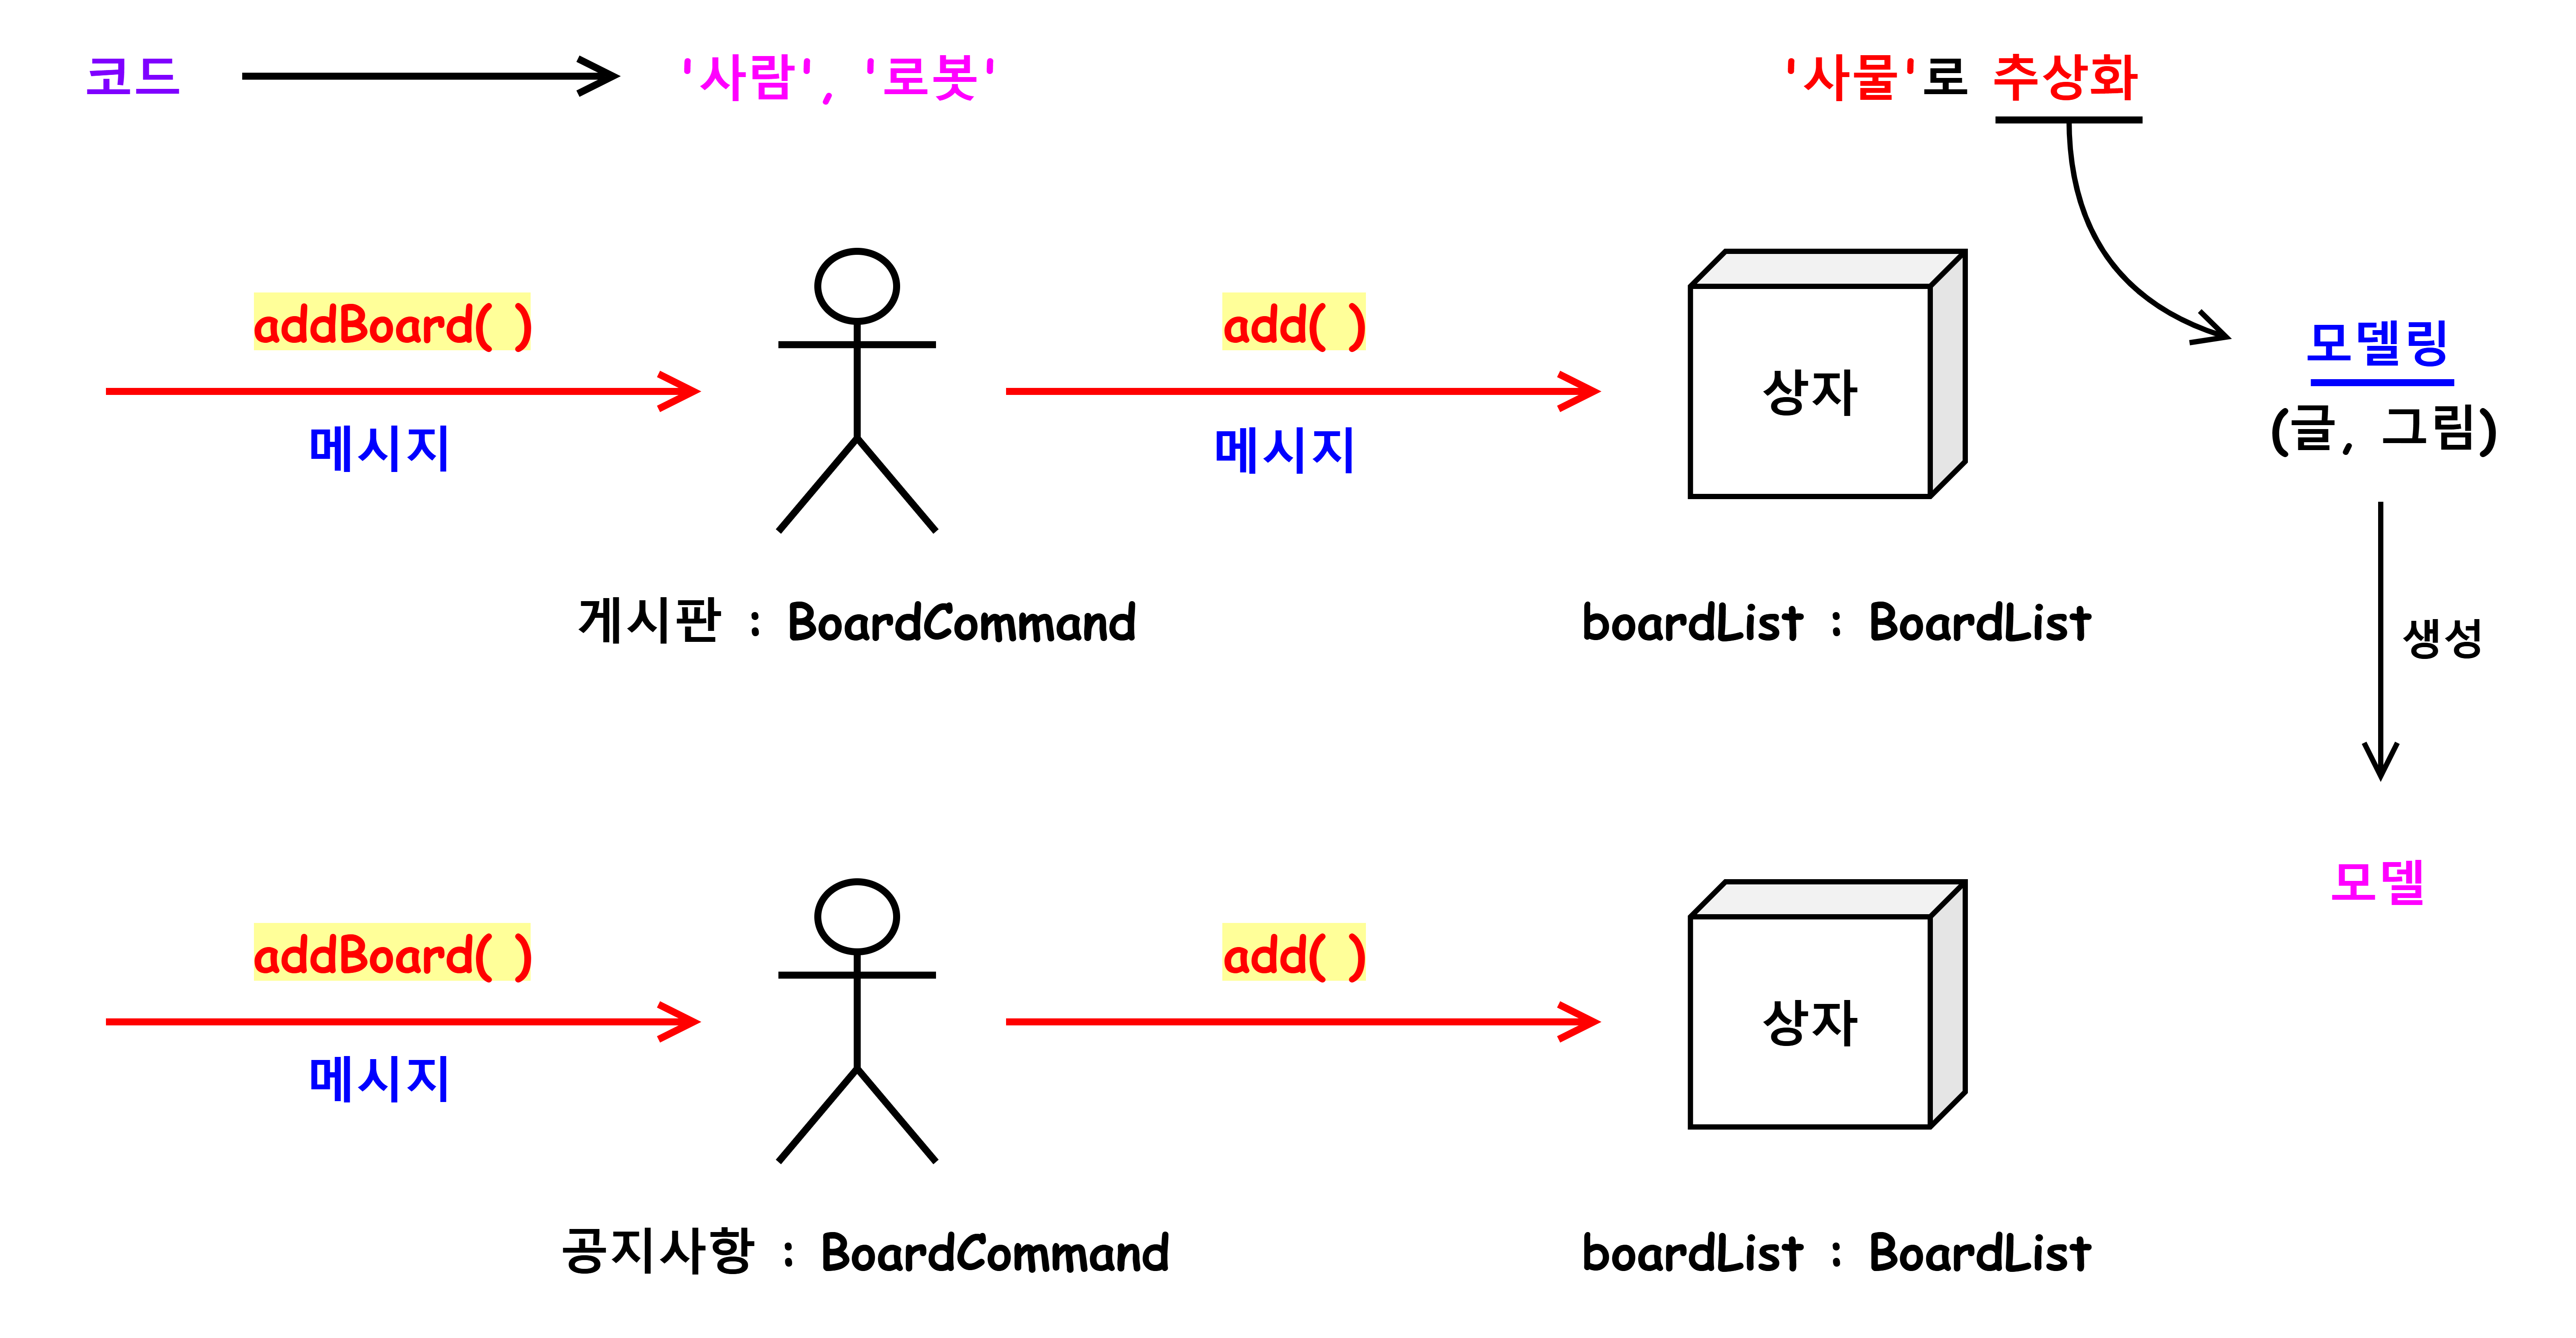 코드
'사람', '로봇'
'사물'로 추상화
addBoard( )
메시지
add( )
메시지
상자
모델링
(글, 그림)
게시판 : BoardCommand
boardList : BoardList
생성
모델
addBoard( )
메시지
add( )
상자
공지사항 : BoardCommand
boardList : BoardList